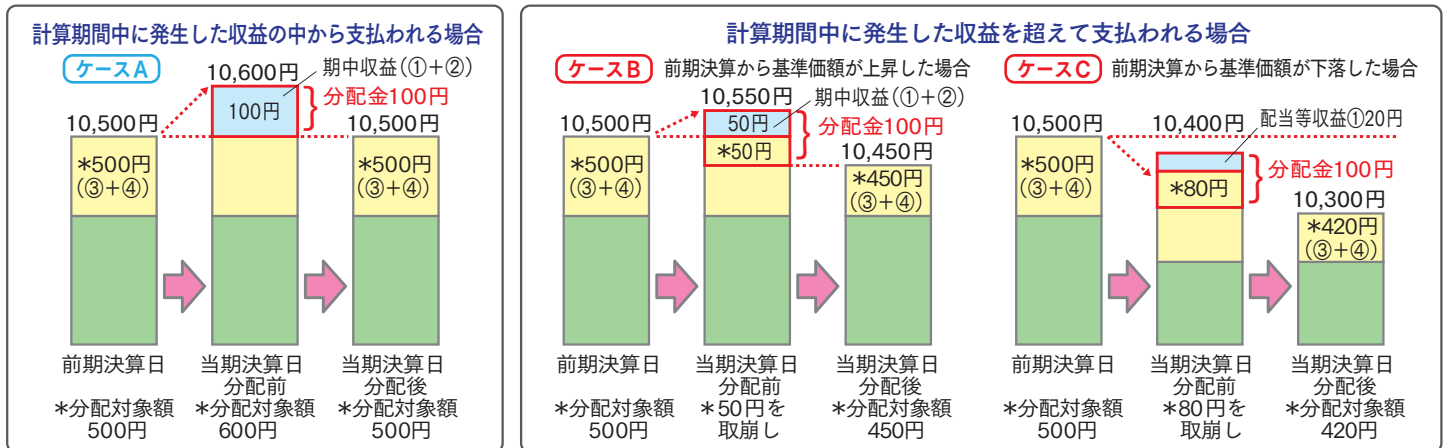 計算期間中に発生した収益の中から支払われる場合
ケースA
10,600円
期中収益(①+②)
100円
分配金100円
10,500円
10,500円
*500円
(③+④)
*500円
(③+④)
前期決算日
当期決算日
分配前
当期決算日
分配後
*分配対象額
500円
*分配対象額
600円
*分配対象額
500円
計算期間中に発生した収益を超えて支払われる場合
ケースB 前期決算から基準価額が上昇した場合
10,550円
期中収益(①+②)
10,500円
50円
分配金100円
*50円
10,450円
*500円
(③+④)
*450円
(③+④)
前期決算日
当期決算日
分配前
当期決算日
分配後
*分配対象額
500円
*50円を
取崩し
*分配対象額
450円
ケースC 前期決算から基準価額が下落した場合
配当等収益①20円
10,500円
10,400円
*500円
(③+④)
分配金100円
*80円
10,300円
*420円
(③+④)
前期決算日
当期決算日
分配前
当期決算日
分配後
*分配対象額
500円
*80円を
取崩し
*分配対象額
420円